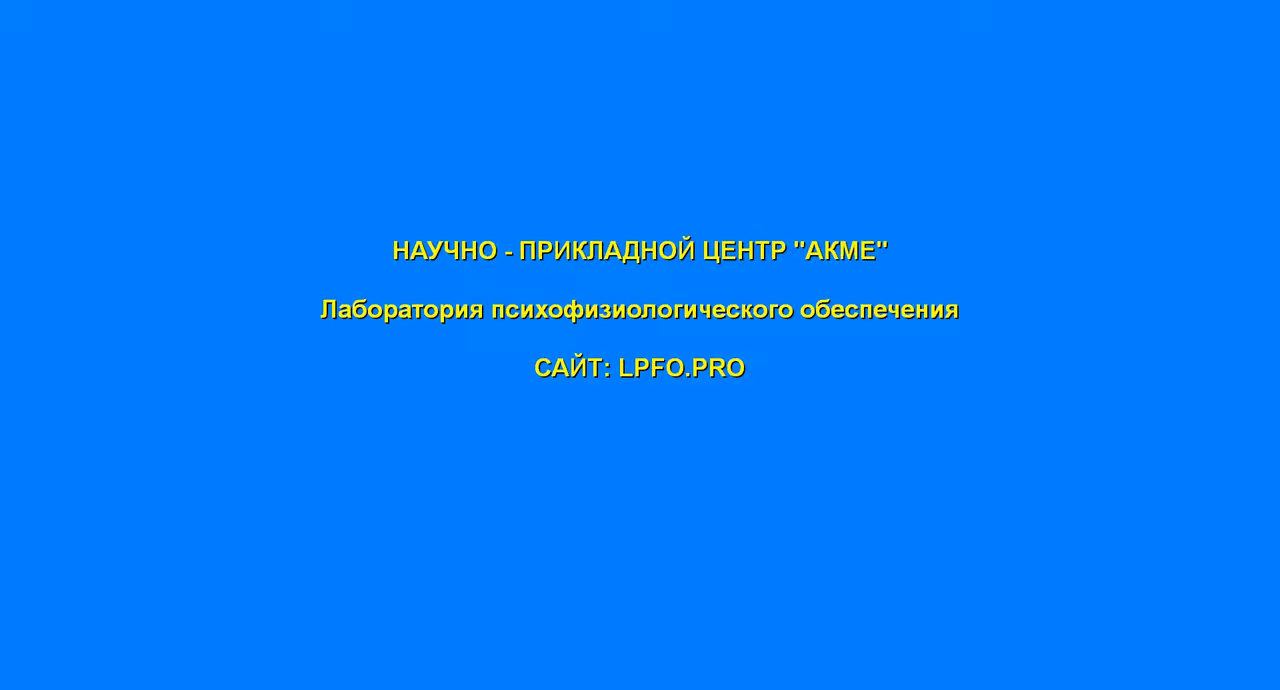 НАУЧНО - ПРИКЛАДНОЙ ЦЕНТР "АКМЕ"
Лаборатория психофизиологического обеспечения
САЙТ: LPFO.PRO